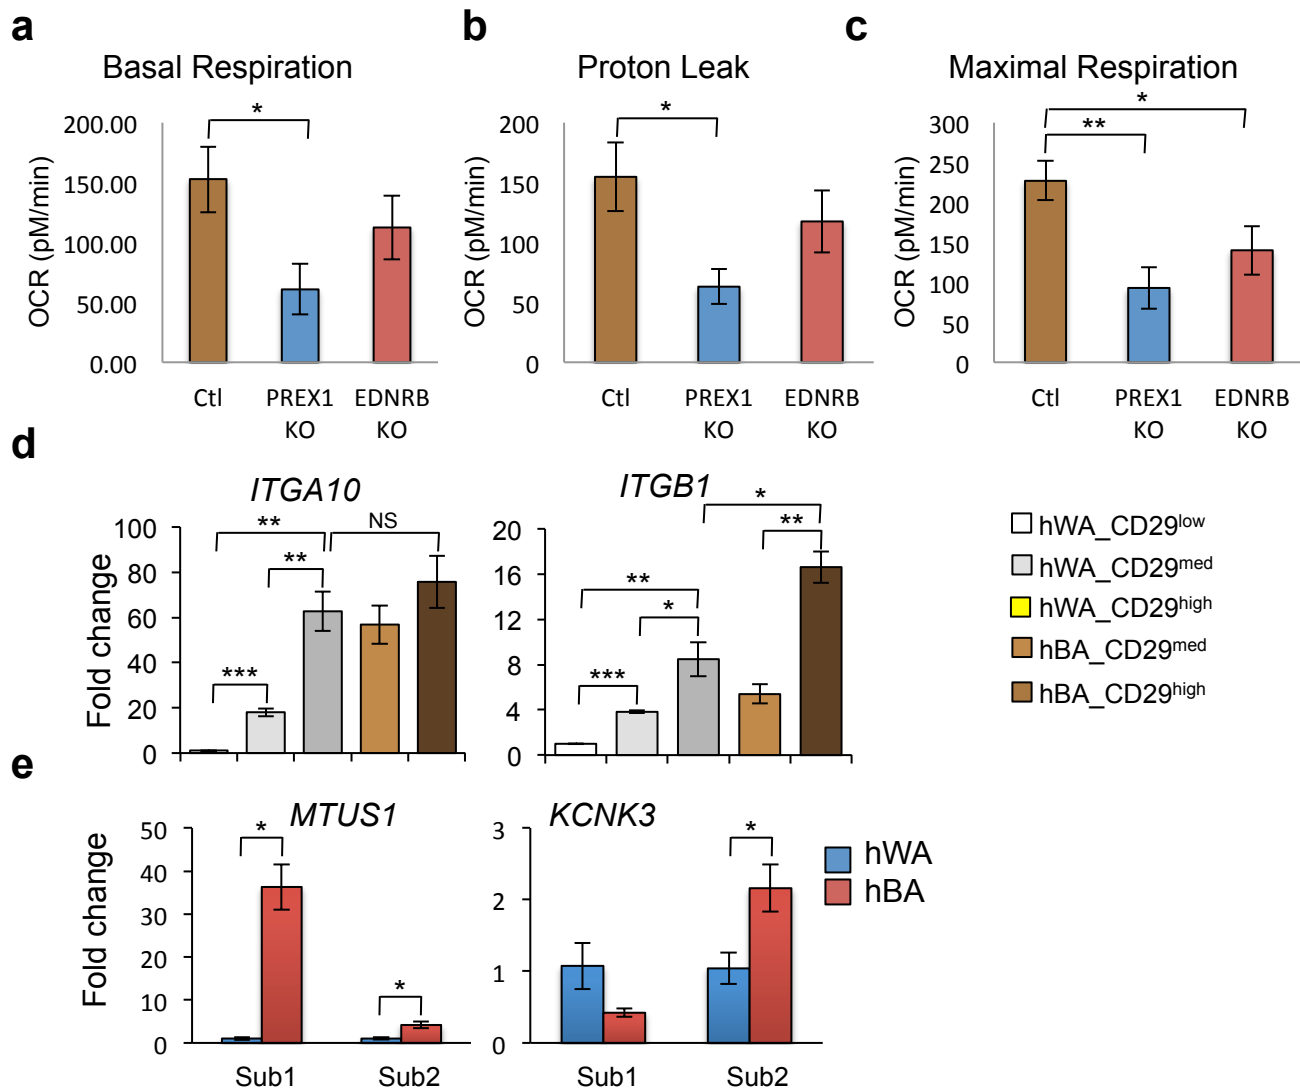 a
Basal Respiration
*
200.00
150.00
100.00
50.00
0.00
OCR (pM/min)
Ctl
PREX1
KO
EDNRB
KO
b
Proton Leak
*
200
150
100
50
0
OCR (pM/min)
Ctl
PREX1
KO
EDNRB
KO
c
Maximal Respiration
*
**
300
250
200
150
100
50
0
OCR (pM/min)
Ctl
PREX1
KO
EDNRB
KO
d
ITGA10
** NS
**
***
100
80
60
40
20
0
Fold change
ITGB1
*
**
**
*
***
20
16
12
8
4
0
hWA_CD29low
hWA_CD29med
hWA_CD29high
hBA_CD29med
hBA_CD29high
e
MTUS1
*
*
50
40
30
20
10
0
Fold change
Sub1 Sub2
KCNK3
*
3
2
1
0
Sub1 Sub2
hWA
hBA